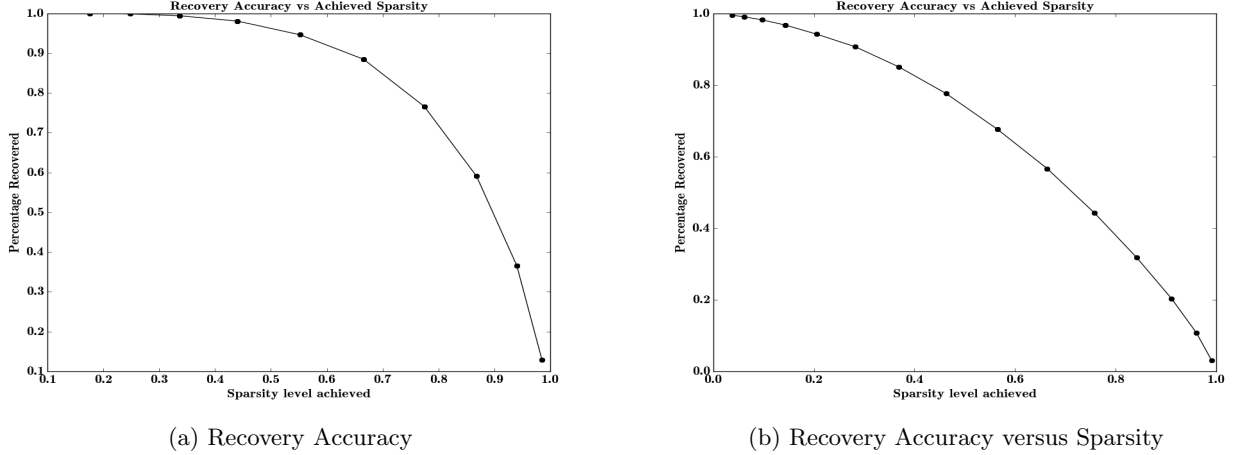 Recovery Accuracy vs Achieved Sparsity
1.0
0.9
0.8
0.7
0.6
0.5
0.4
0.3
0.2
0.1
Percentage Recovered
0.1 0.2 0.3 0.4 0.5 0.6 0.7 0.8 0.9 1.0
Sparsity level achieved
(a) Recovery Accuracy
Recovery Accuracy vs Achieved Sparsity
1.0
0.8
0.6
0.4
0.2
0.0
Percentage Recovered
0.0 0.2 0.4 0.6 0.8 1.0
Sparsity level achieved
(b) Recovery Accuracy versus Sparsity